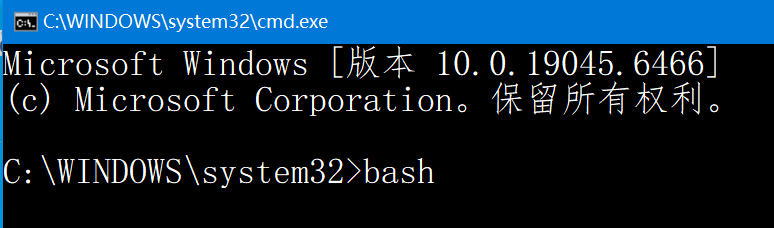 C:\WINDOWS\system32\cmd.exe
Microsoft Windows [版本 10.0.19045.6466]
(c) Microsoft Corporation。保留所有权利。
C:\WINDOWS\system32>bash